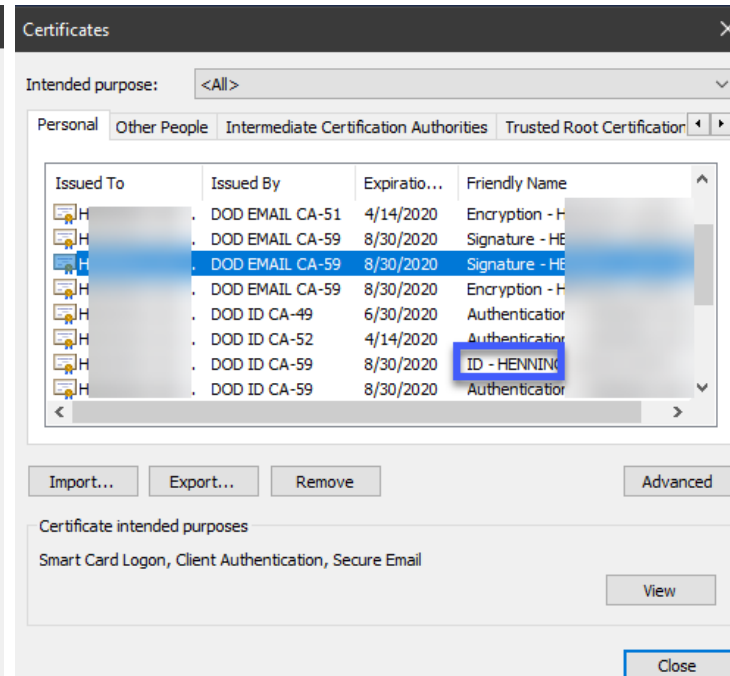 Certificates
Intended purpose: <All>
Personal Other People Intermediate Certification Authorities Trusted Root Certification
Issued To Issued By Expiratio... Friendly Name
H . DOD EMAIL CA-51 4/14/2020 Encryption - H
H . DOD EMAIL CA-59 8/30/2020 Signature - HE
H . DOD EMAIL CA-59 8/30/2020 Signature - HE
H . DOD EMAIL CA-59 8/30/2020 Encryption - H
H . DOD ID CA-49 6/30/2020 Authentication
H . DOD ID CA-52 4/14/2020 Authentication
H . DOD ID CA-59 8/30/2020 ID - HENNING
H . DOD ID CA-59 8/30/2020 Authentication
Import... Export... Remove Advanced
Certificate intended purposes
Smart Card Logon, Client Authentication, Secure Email
View
Close